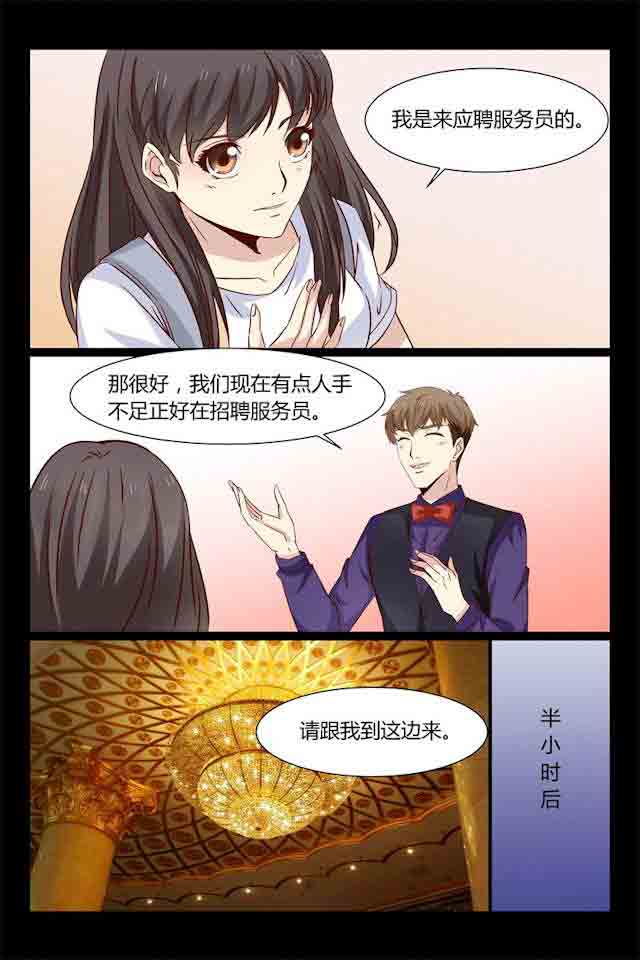 我是来应聘服务员的。
那很好，我们现在有点人手
不足正好在招聘服务员。
请跟我到这边来。
半小时后